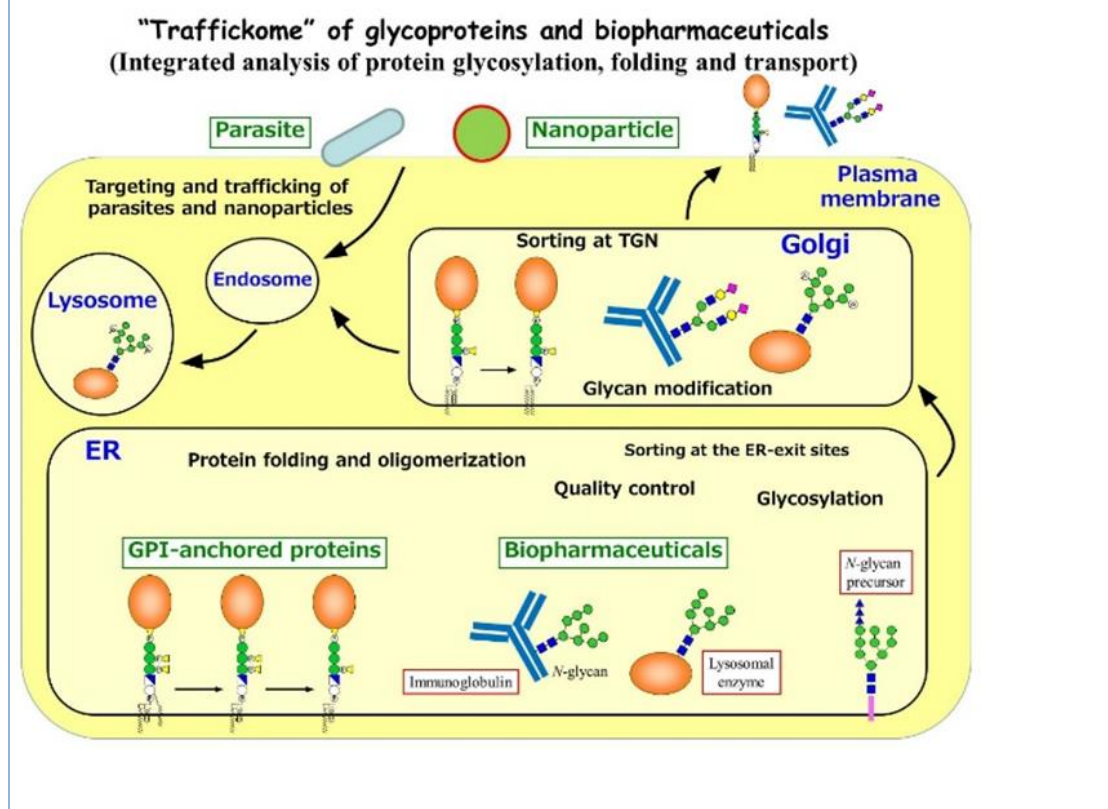 “Traffickome” of glycoproteins and biopharmaceuticals
(Integrated analysis of protein glycosylation, folding and transport)
Parasite
Nanoparticle
Plasma
membrane
Targeting and trafficking of
parasites and nanoparticles
Endosome
Lysosome
Sorting at TGN
Golgi
Glycan modification
ER
Protein folding and oligomerization
Sorting at the ER-exit sites
Quality control
Glycosylation
GPI-anchored proteins
Biopharmaceuticals
N-glycan
precursor
Immunoglobulin
N-glycan
Lysosomal
enzyme